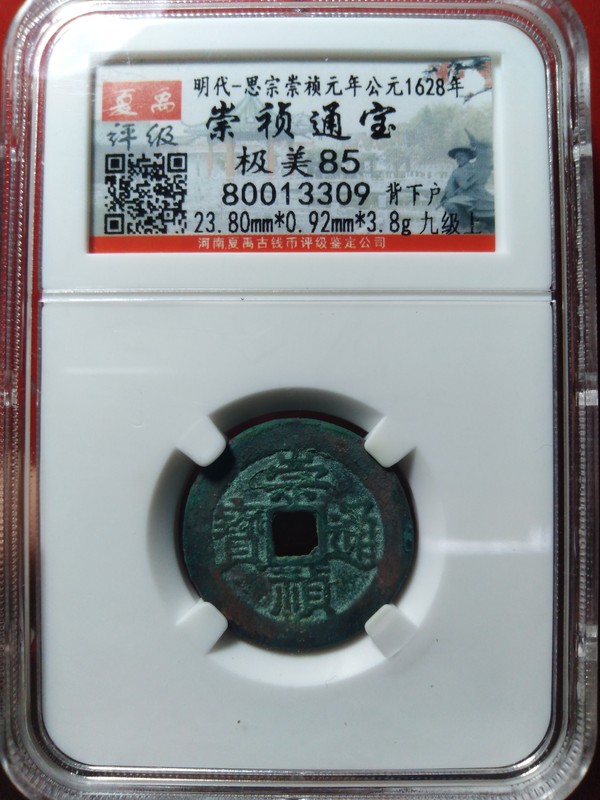 夏禹
评级
明代-思宗崇祯元年公元1628年
崇祯通宝
极美85
80013309 背下户
23.80mm*0.92mm*3.8g 九级上
河南夏禹古钱币评级鉴定公司
崇禎通寶